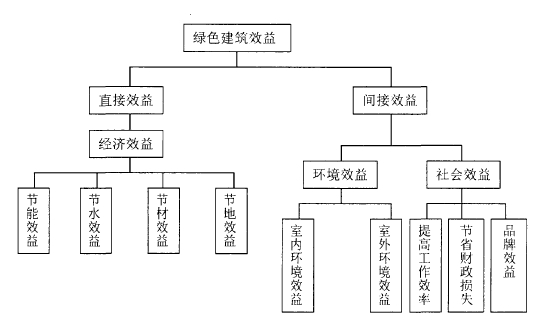 绿色建筑效益
直接效益
间接效益
经济效益
环境效益
社会效益
节能效益
节水效益
节材效益
节地效益
室内环境效益
室外环境效益
提高工作效率
节省财政损失
品牌效益